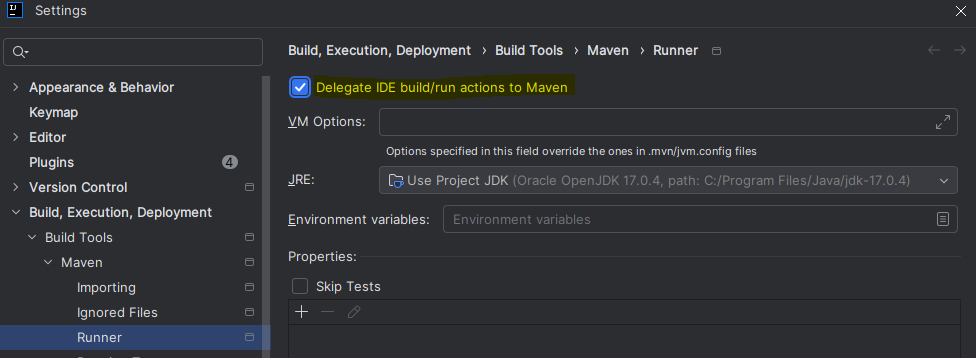 IJ Settings
Build, Execution, Deployment › Build Tools › Maven › Runner
Appearance & Behavior
Keymap
Editor
Plugins 4
Version Control
Build, Execution, Deployment
Build Tools
Maven
Importing
Ignored Files
Runner
Delegate IDE build/run actions to Maven
VM Options:
Options specified in this field override the ones in .mvn/jvm.config files
JRE: Use Project JDK (Oracle OpenJDK 17.0.4, path: C:/Program Files/Java/jdk-17.0.4)
Environment variables: Environment variables
Properties:
Skip Tests